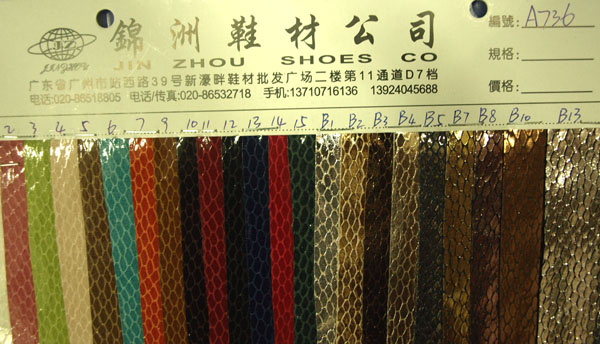 錦洲鞋材公司
JIN ZHOU SHOES CO
广东省广州市站西路39号新濠畔鞋材批发广场二楼第11通道D7档
电话:020-86518805 电话/传真:020-86532718 手机:13710716136 13924045688
編號: A736
規格:
價格:
JZ
2 3 4 5 6 7 9 10 11 12 13 14 15 B1 B2 B3 B4 B5 B7 B8 B10 B13